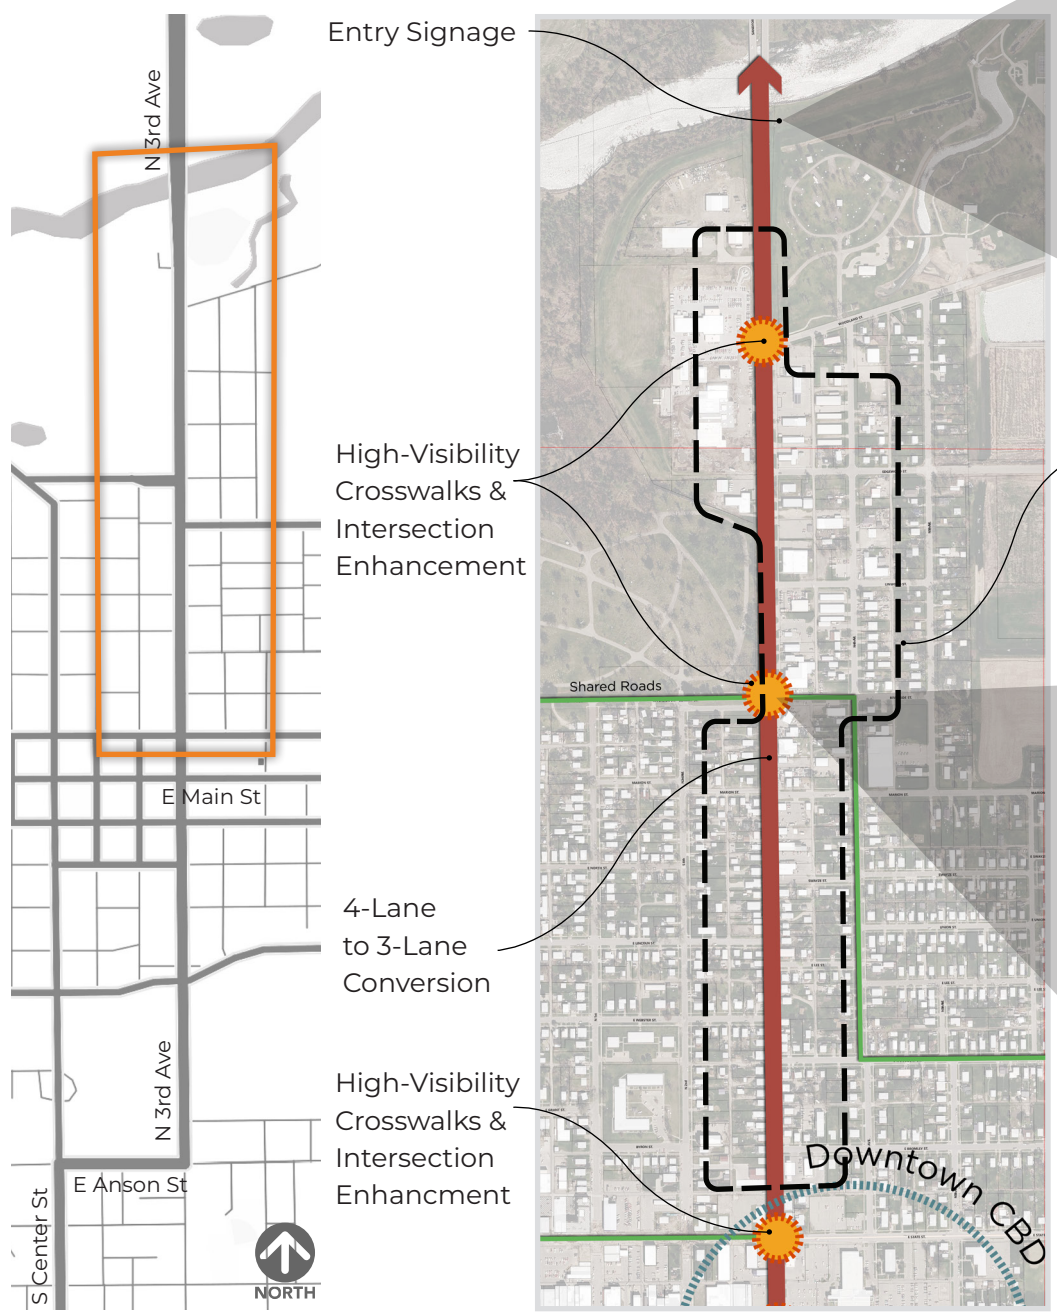 N 3rd Ave
E Main St
N 3rd Ave
E Anson St
S Center St
NORTH
Entry Signage
High-Visibility
Crosswalks &
Intersection
Enhancement
4-Lane
to 3-Lane
Conversion
High-Visibility
Crosswalks &
Intersection
Enhancment
Shared Roads
Downtown CBD